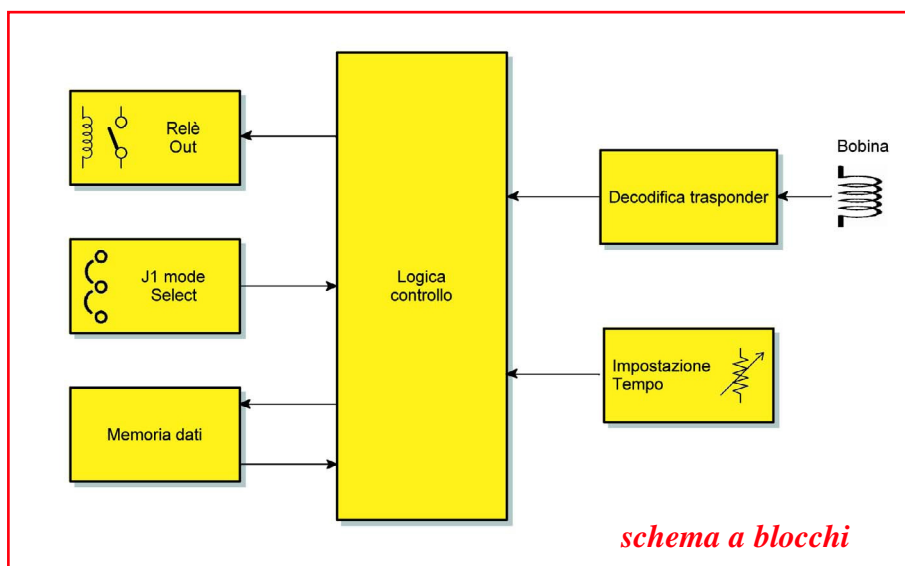 Relè
Out
J1 mode
Select
Memoria dati
Logica
controllo
Bobina
Decodifica trasponder
Impostazione
Tempo
schema a blocchi